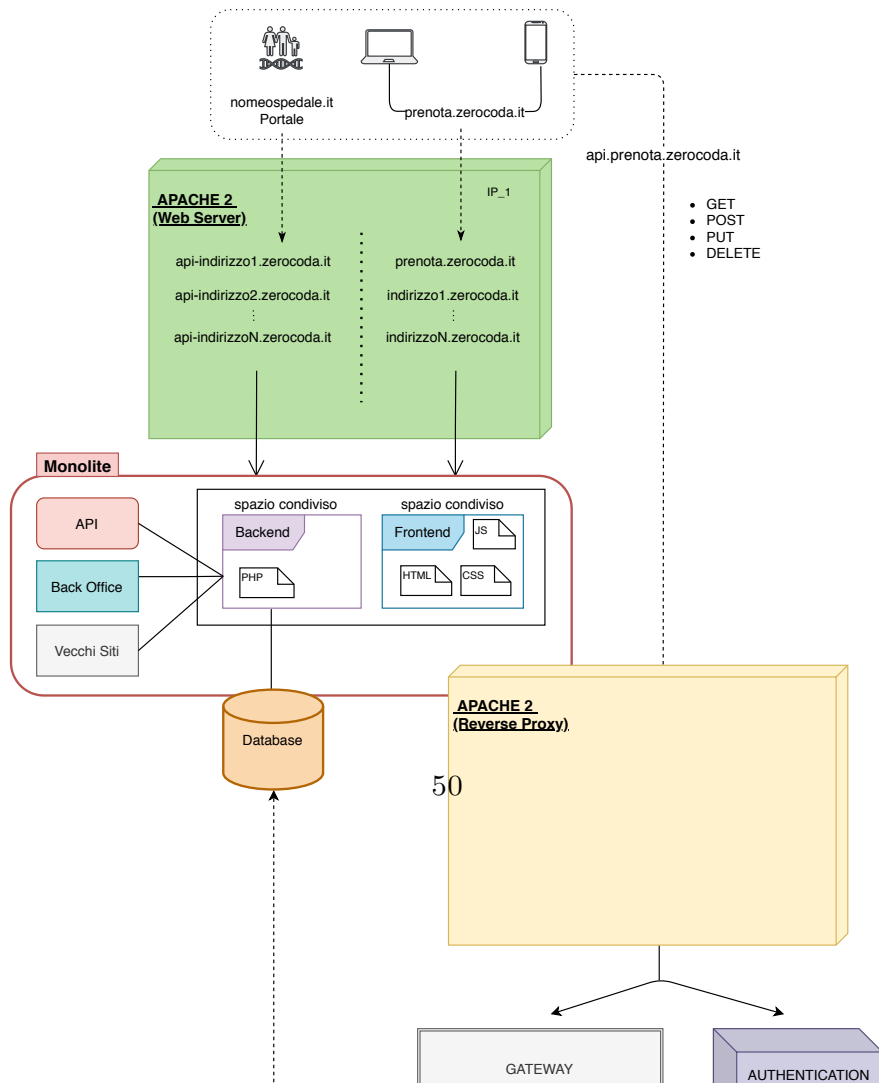 nomeospedale.it
Portale
prenota.zerocoda.it
api.prenota.zerocoda.it
• GET
• POST
• PUT
• DELETE
APACHE 2
(Web Server)
IP_1
api-indirizzo1.zerocoda.it
api-indirizzo2.zerocoda.it
⋮
api-indirizzoN.zerocoda.it
prenota.zerocoda.it
indirizzo1.zerocoda.it
⋮
indirizzoN.zerocoda.it
Monolite
API
Back Office
Vecchi Siti
spazio condiviso
Backend
PHP
spazio condiviso
Frontend
JS
HTML
CSS
Database
APACHE 2
(Reverse Proxy)
50
GATEWAY
AUTHENTICATION